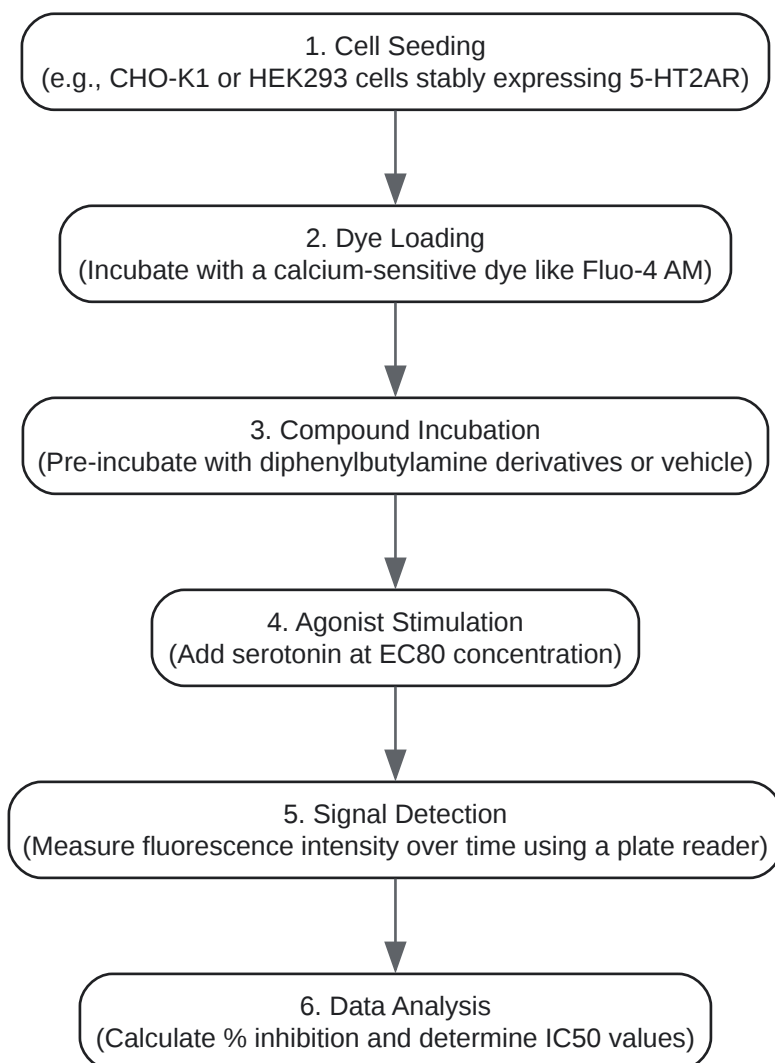 1. Cell Seeding
(e.g., CHO-K1 or HEK293 cells stably expressing 5-HT2AR)
2. Dye Loading
(Incubate with a calcium-sensitive dye like Fluo-4 AM)
3. Compound Incubation
(Pre-incubate with diphenylbutylamine derivatives or vehicle)
4. Agonist Stimulation
(Add serotonin at EC80 concentration)
5. Signal Detection
(Measure fluorescence intensity over time using a plate reader)
6. Data Analysis
(Calculate % inhibition and determine IC50 values)